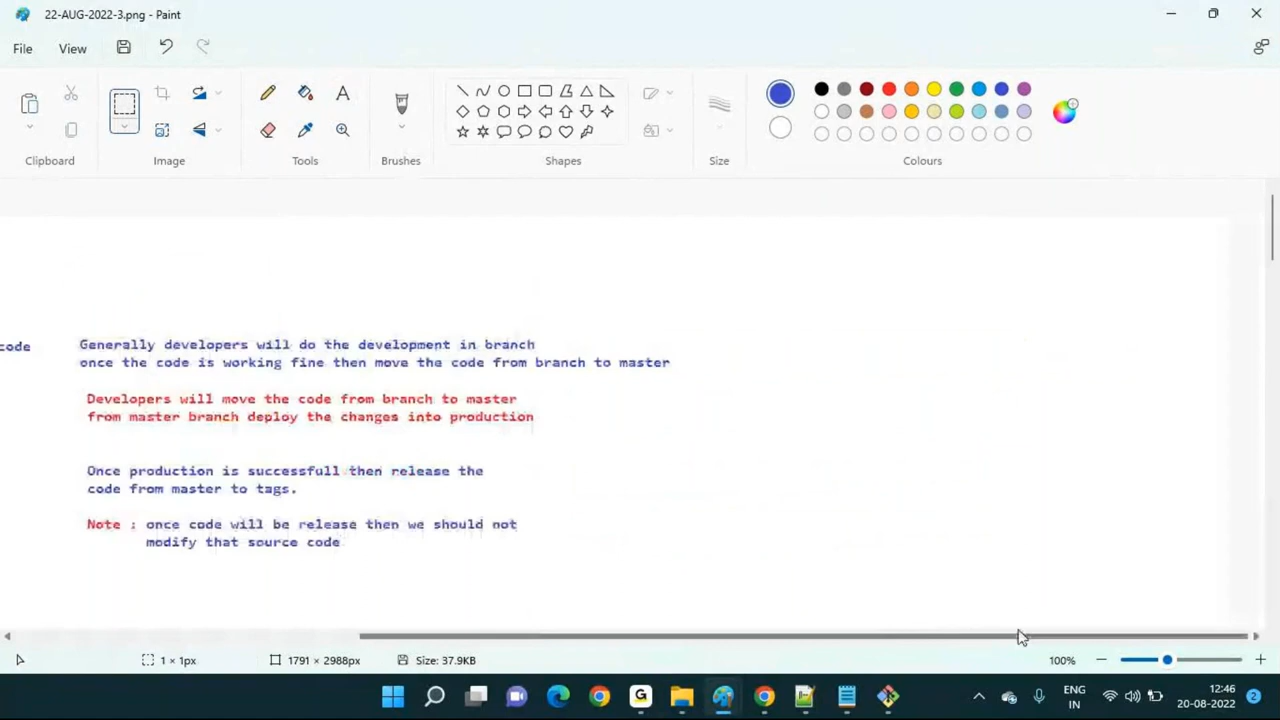 22-AUG-2022-3.png - Paint
File
View
Clipboard
Image
Tools
Brushes
Shapes
Size
Colours
code
Generally developers will do the development in branch
once the code is working fine then move the code from branch to master
Developers will move the code from branch to master
from master branch deploy the changes into production
Once production is successfull then release the
code from master to tags.
Note : once code will be release then we should not
modify that source code
1 × 1px
1791 × 2988px
Size: 37.9KB
100%
ENG
IN
12:46
20-08-2022
2